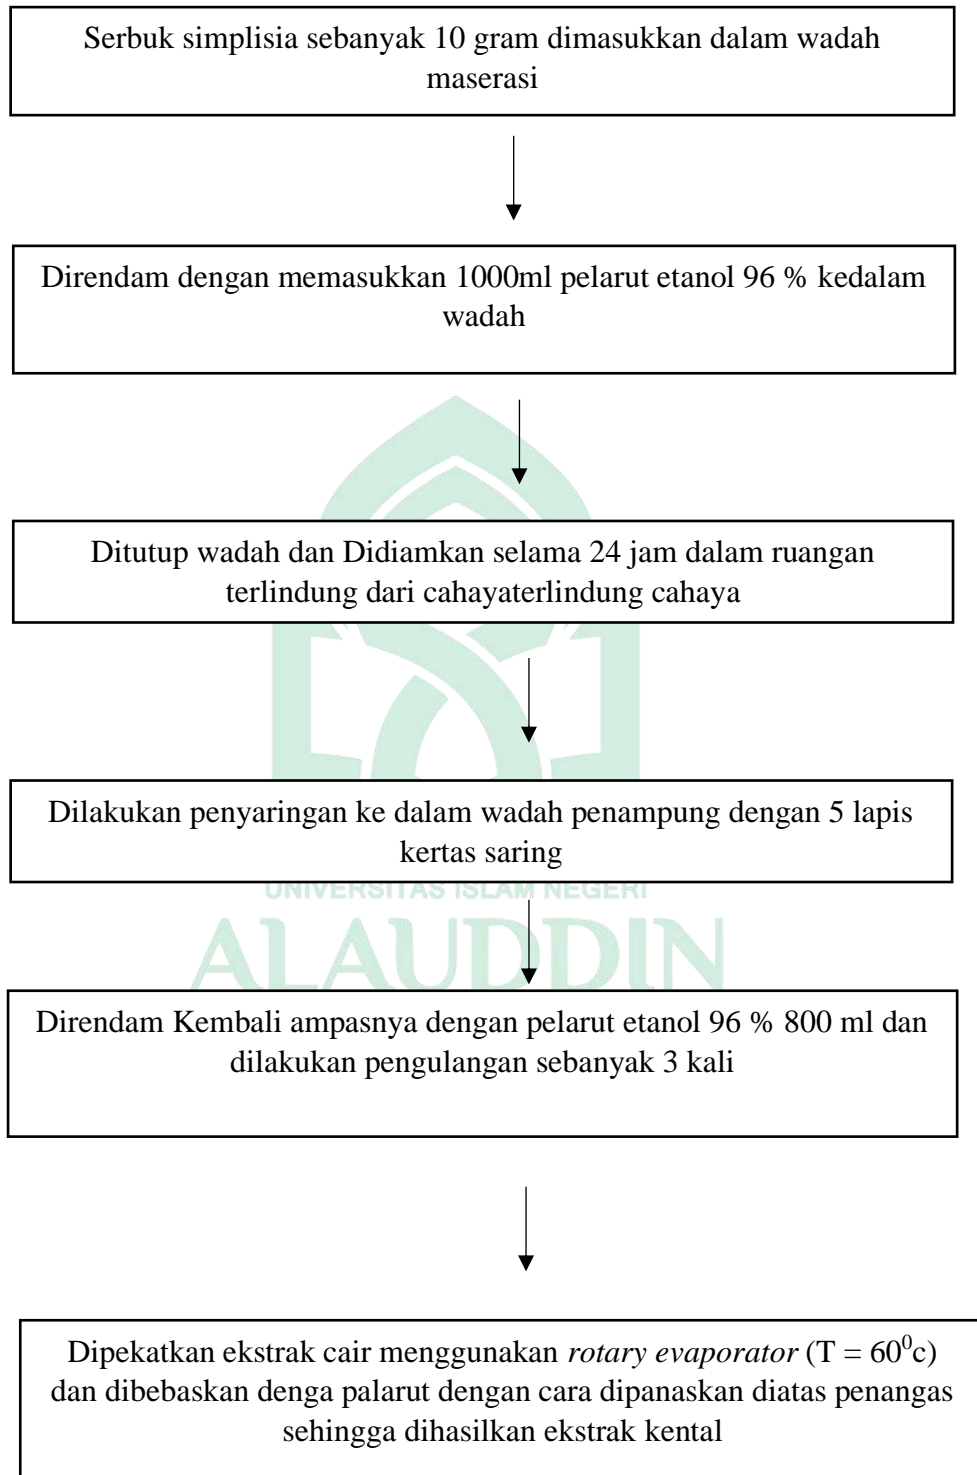 Serbuk simplisia sebanyak 10 gram dimasukkan dalam wadah
maserasi
Direndam dengan memasukkan 1000ml pelarut etanol 96 % kedalam
wadah
Ditutup wadah dan Didiamkan selama 24 jam dalam ruangan
terlindung dari cahayaterlindung cahaya
Dilakukan penyaringan ke dalam wadah penampung dengan 5 lapis
kertas saring
UNIVERSITAS ISLAM NEGERI
ALAUDDIN
Direndam Kembali ampasnya dengan pelarut etanol 96 % 800 ml dan
dilakukan pengulangan sebanyak 3 kali
Dipekatkan ekstrak cair menggunakan rotary evaporator (T = 60⁰c)
dan dibebaskan denga palarut dengan cara dipanaskan diatas penangas
sehingga dihasilkan ekstrak kental